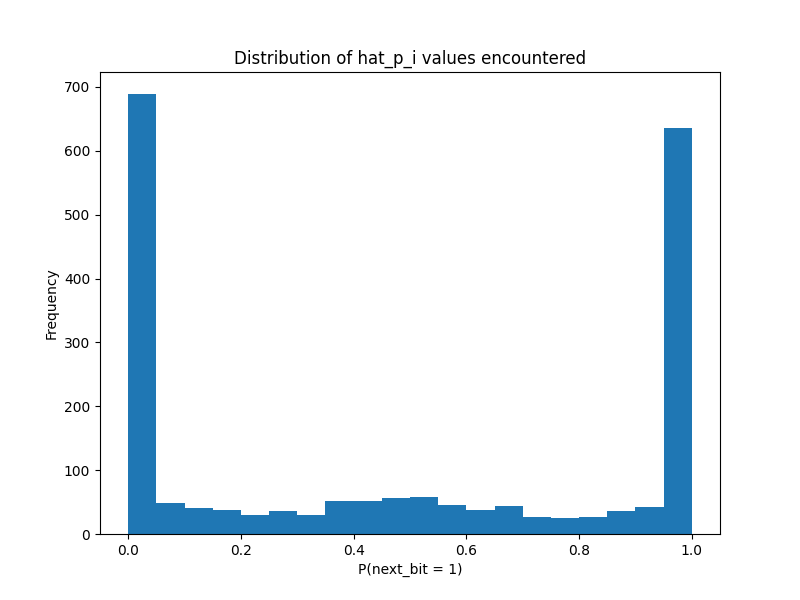 Distribution of hat_p_i values encountered
700
600
500
400
300
200
100
0
Frequency
0.0 0.2 0.4 0.6 0.8 1.0
P(next_bit = 1)